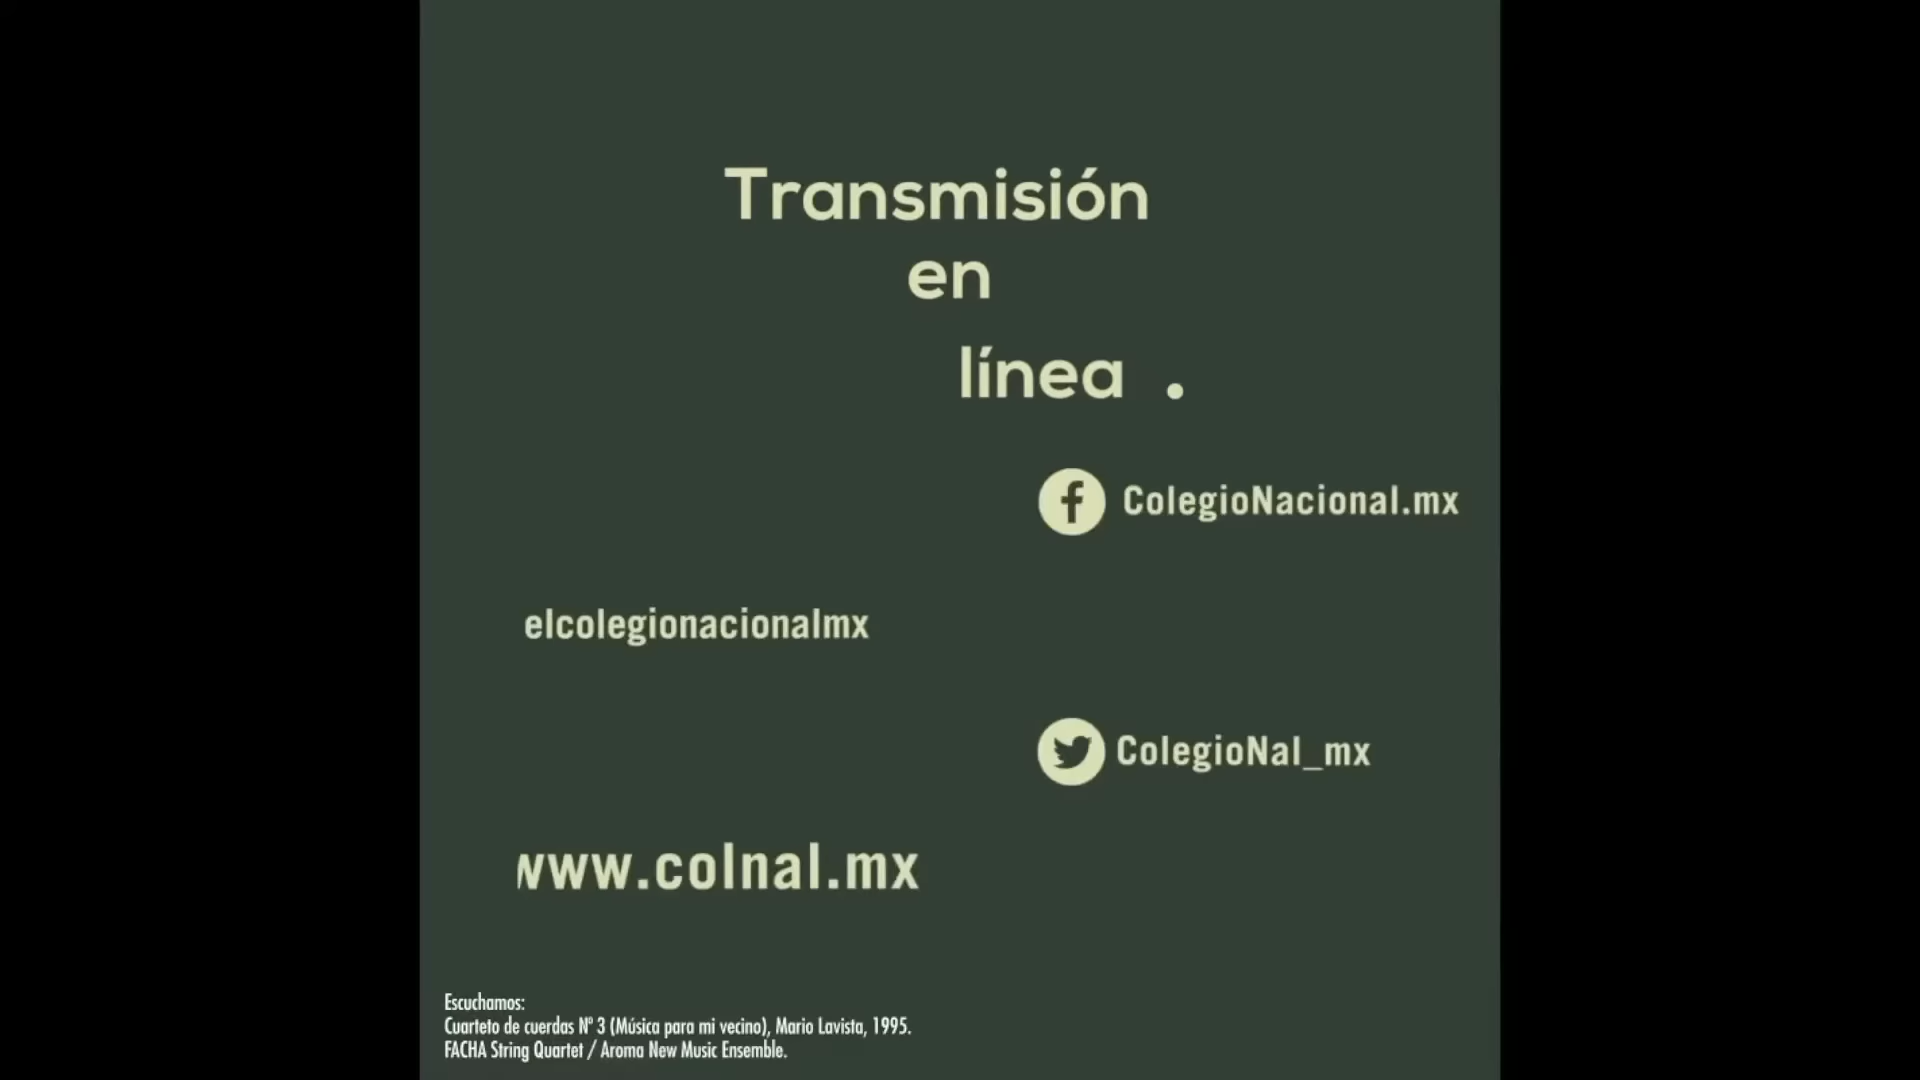 Transmisión
en
línea .
ColegioNacional.mx
elcolegionacionalmx
ColegioNal_mx
www.colnal.mx
Escuchamos:
Cuarteto de cuerdas Nº 3 (Música para mi vecino), Mario Lavista, 1995.
FACHA String Quartet / Aroma New Music Ensemble.